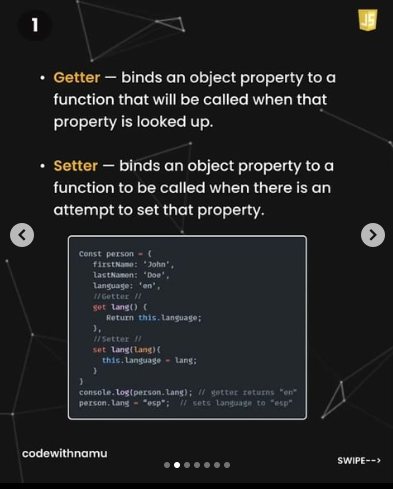 1
JS
• Getter — binds an object property to a
function that will be called when that
property is looked up.
• Setter — binds an object property to a
function to be called when there is an
attempt to set that property.
Const person = {
firstName: 'John',
lastNamen: 'Doe',
language: 'en',
//Getter //
get lang() {
Return this.language;
},
//Setter //
set lang(lang){
this.language = lang;
}
}
console.log(person.lang); // getter returns "en"
person.lang = "esp"; // sets language to "esp"
codewithnamu
SWIPE-->